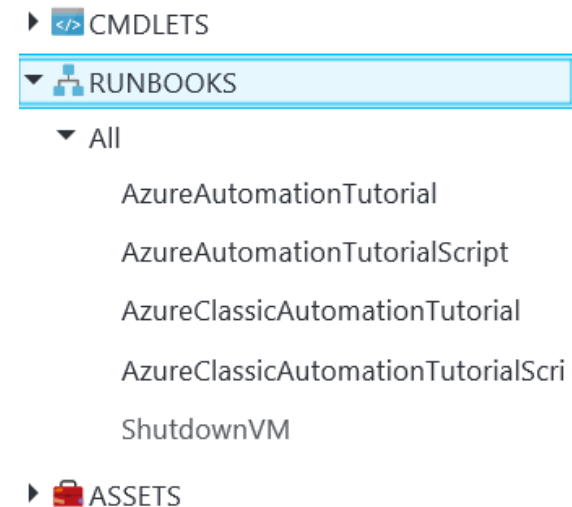 CMDLETS
RUNBOOKS
All
AzureAutomationTutorial
AzureAutomationTutorialScript
AzureClassicAutomationTutorial
AzureClassicAutomationTutorialScri
ShutdownVM
ASSETS